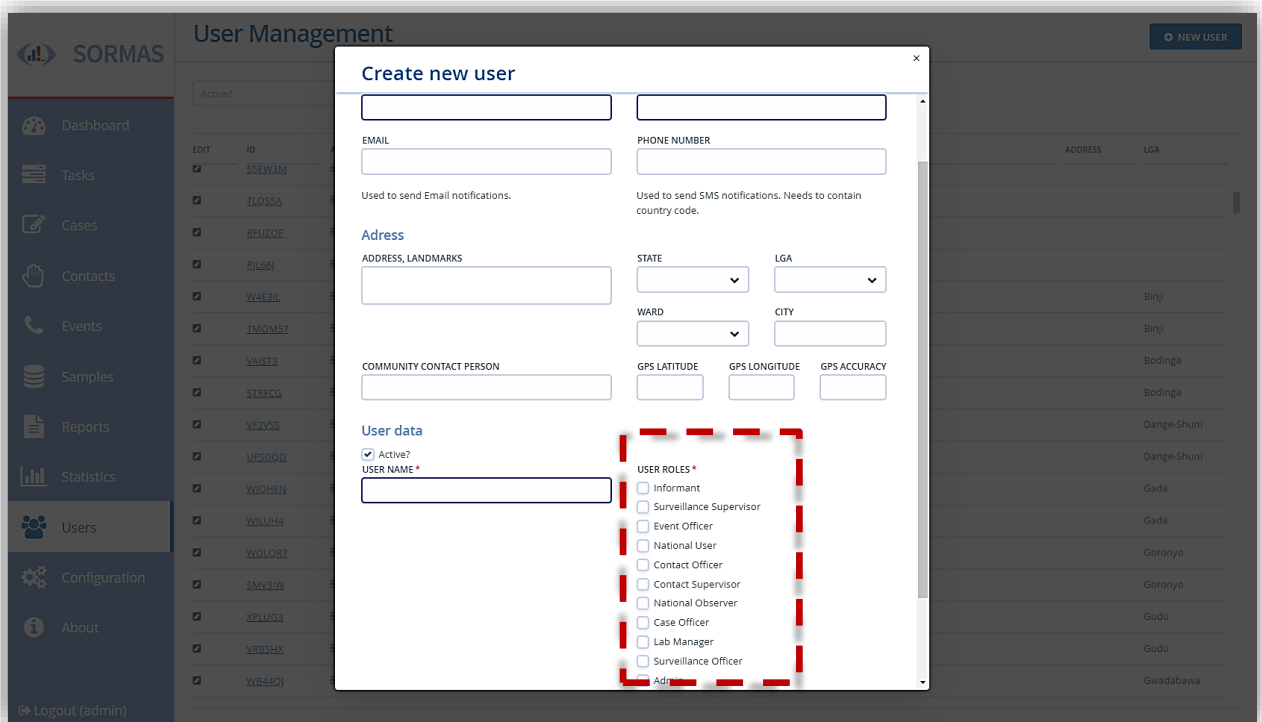 SORMAS
User Management
NEW USER
Active?
Dashboard
Tasks
Cases
Contacts
Events
Samples
Reports
Statistics
Users
Configuration
About
Logout (admin)
EDIT ID ADDRESS LGA
S5EW3M
TLQS5A
RFUZOF
RJL66J
W4E3IL Binji
TMOM57 Binji
VAIST3 Bodinga
STRFCG Bodinga
VF2VSS Dange-Shuni
UFSGQD Dange-Shuni
WIQHEN Gada
WILUH4 Gada
WOLQR7 Goronyo
SMV3IW Goronyo
XPLUG3 Gudu
VRBSHX Gudu
WB44OJ Gwadabawa
Create new user
×
EMAIL PHONE NUMBER
Used to send Email notifications. Used to send SMS notifications. Needs to contain
country code.
Adress
ADDRESS, LANDMARKS STATE LGA
WARD CITY
COMMUNITY CONTACT PERSON GPS LATITUDE GPS LONGITUDE GPS ACCURACY
User data
Active?
USER NAME * USER ROLES *
Informant
Surveillance Supervisor
Event Officer
National User
Contact Officer
Contact Supervisor
National Observer
Case Officer
Lab Manager
Surveillance Officer
Admin